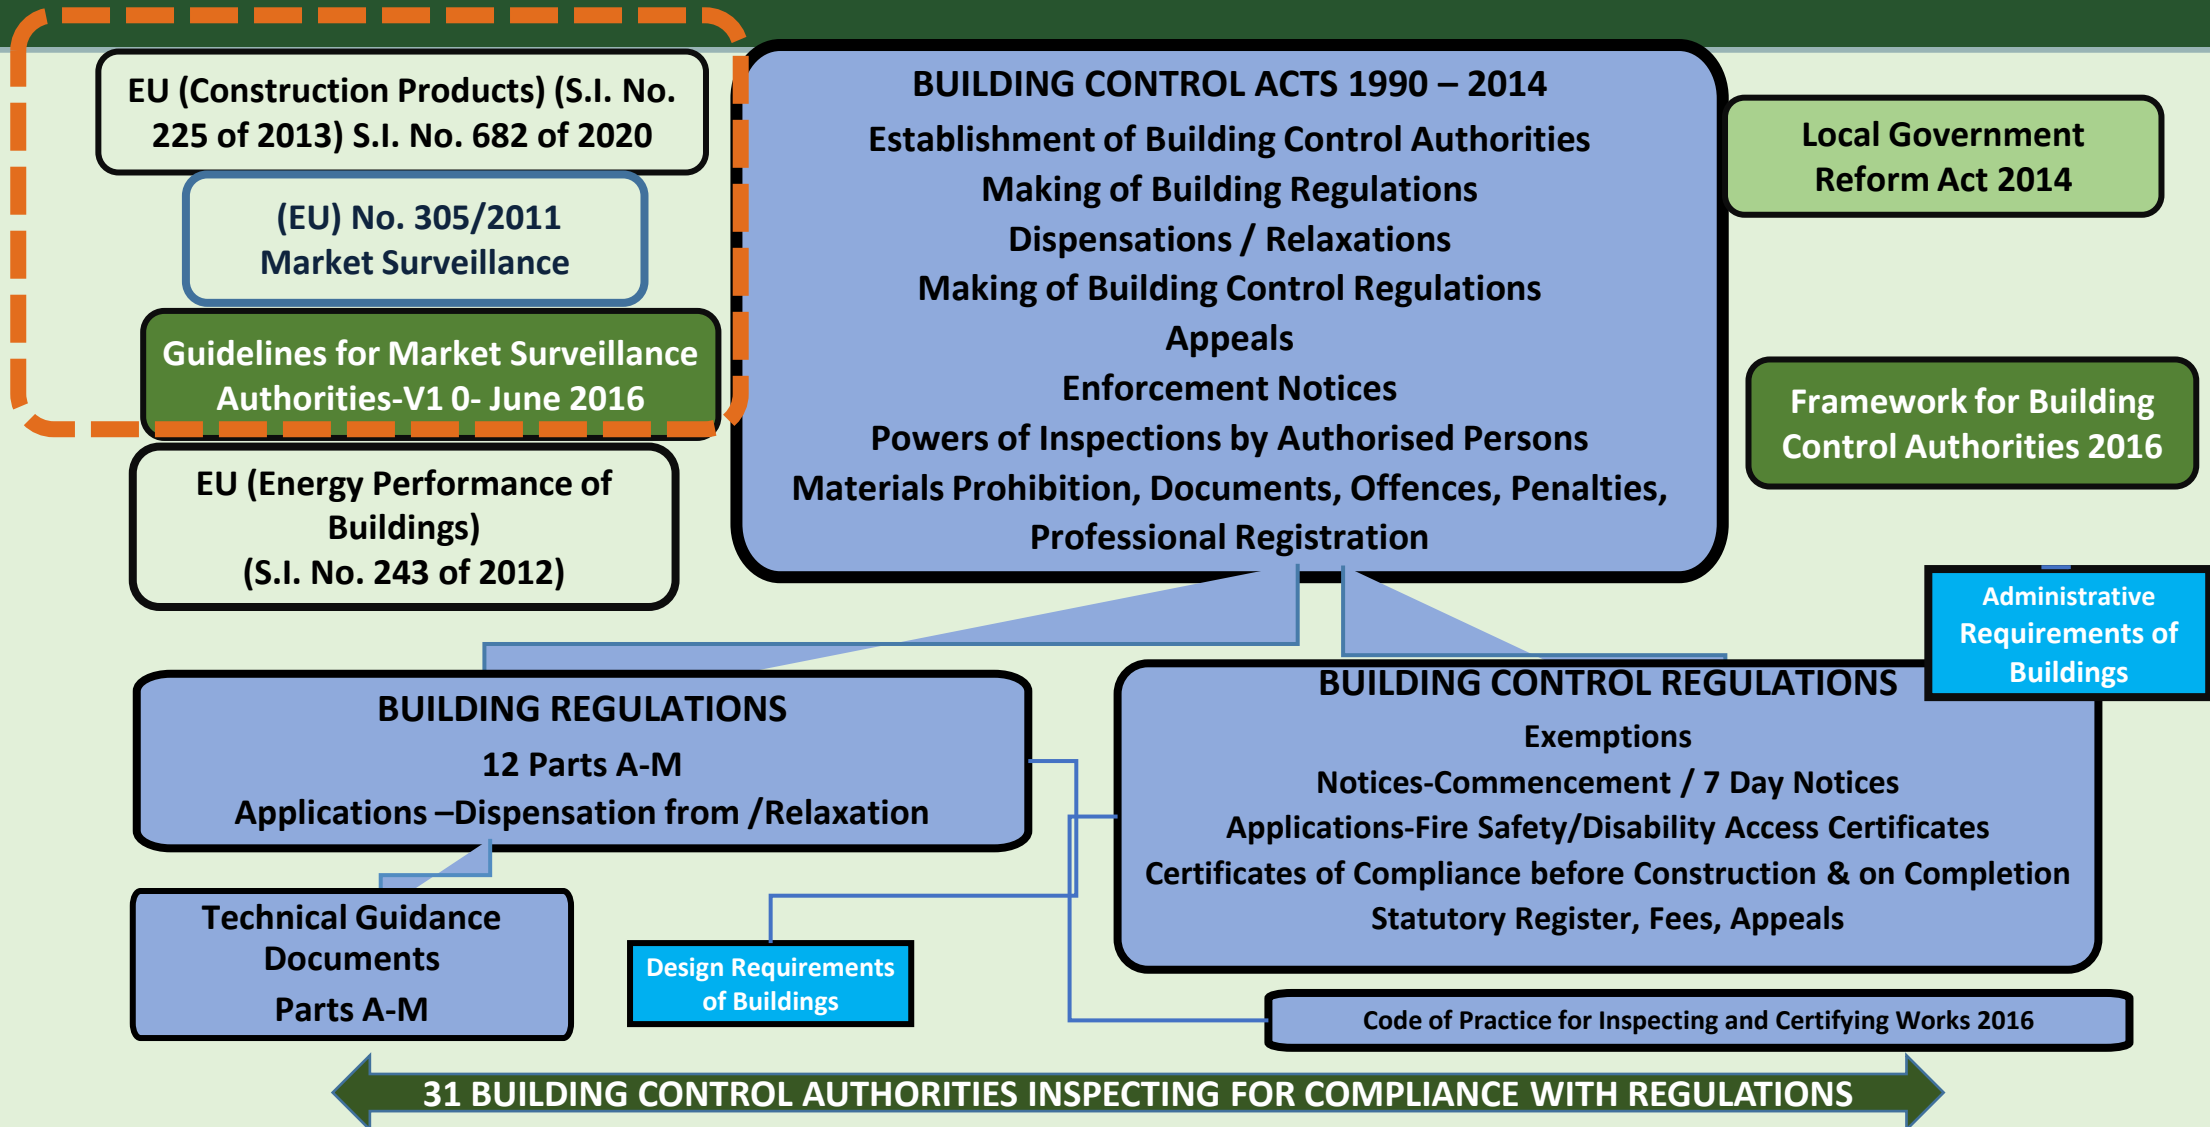 EU (Construction Products) (S.I. No.
225 of 2013) S.I. No. 682 of 2020
(EU) No. 305/2011
Market Surveillance
Guidelines for Market Surveillance
Authorities-V1 0- June 2016
EU (Energy Performance of
Buildings)
(S.I. No. 243 of 2012)
BUILDING CONTROL ACTS 1990 – 2014
Establishment of Building Control Authorities
Making of Building Regulations
Dispensations / Relaxations
Making of Building Control Regulations
Appeals
Enforcement Notices
Powers of Inspections by Authorised Persons
Materials Prohibition, Documents, Offences, Penalties,
Professional Registration
Local Government
Reform Act 2014
Framework for Building
Control Authorities 2016
Administrative
Requirements of
Buildings
BUILDING REGULATIONS
12 Parts A-M
Applications –Dispensation from /Relaxation
BUILDING CONTROL REGULATIONS
Exemptions
Notices-Commencement / 7 Day Notices
Applications-Fire Safety/Disability Access Certificates
Certificates of Compliance before Construction & on Completion
Statutory Register, Fees, Appeals
Technical Guidance
Documents
Parts A-M
Design Requirements
of Buildings
Code of Practice for Inspecting and Certifying Works 2016
31 BUILDING CONTROL AUTHORITIES INSPECTING FOR COMPLIANCE WITH REGULATIONS